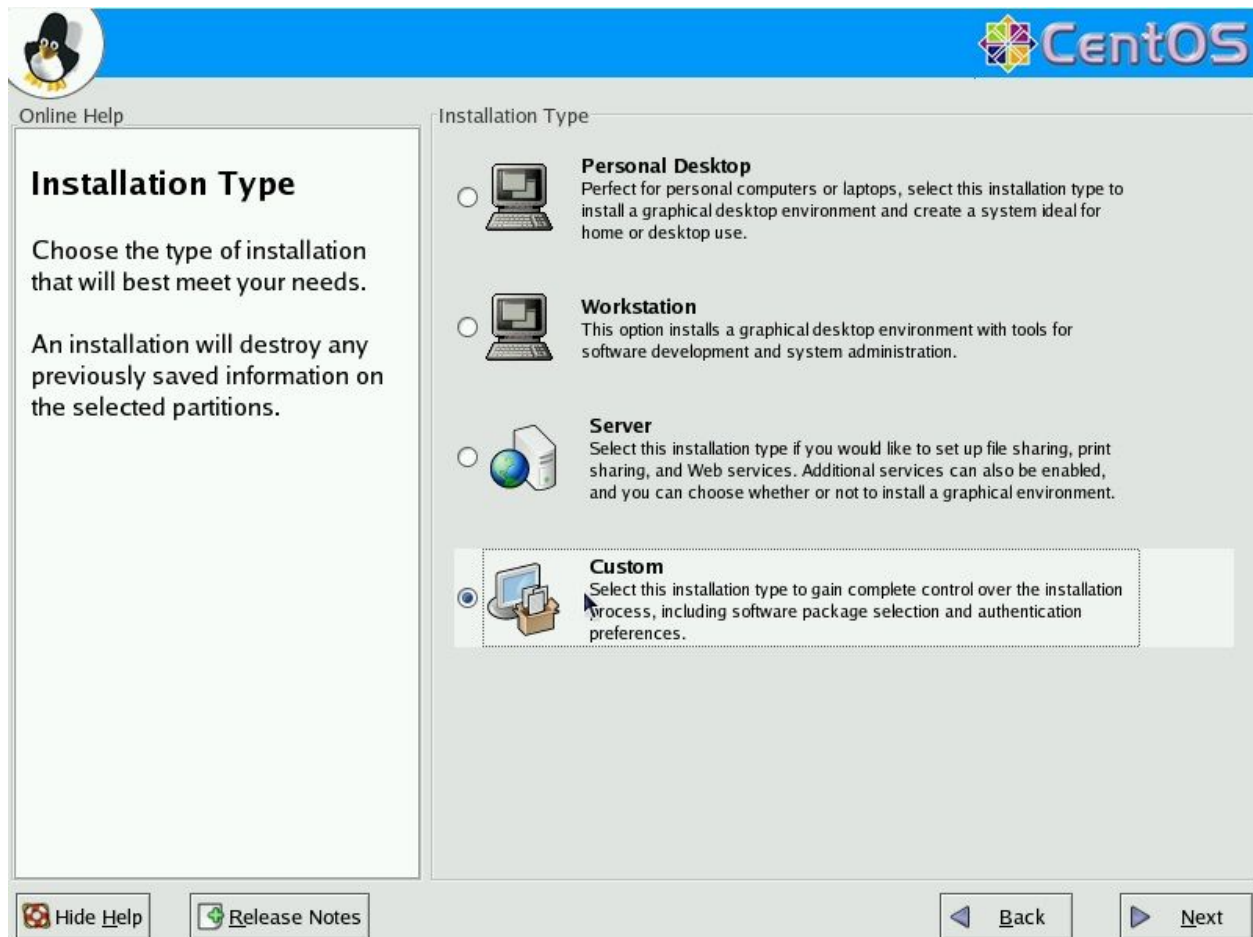 CentOS
Online Help
Installation Type
Choose the type of installation
that will best meet your needs.
An installation will destroy any
previously saved information on
the selected partitions.
Installation Type
Personal Desktop
Perfect for personal computers or laptops, select this installation type to
install a graphical desktop environment and create a system ideal for
home or desktop use.
Workstation
This option installs a graphical desktop environment with tools for
software development and system administration.
Server
Select this installation type if you would like to set up file sharing, print
sharing, and Web services. Additional services can also be enabled,
and you can choose whether or not to install a graphical environment.
Custom
Select this installation type to gain complete control over the installation
process, including software package selection and authentication
preferences.
Hide Help
Release Notes
Back
Next